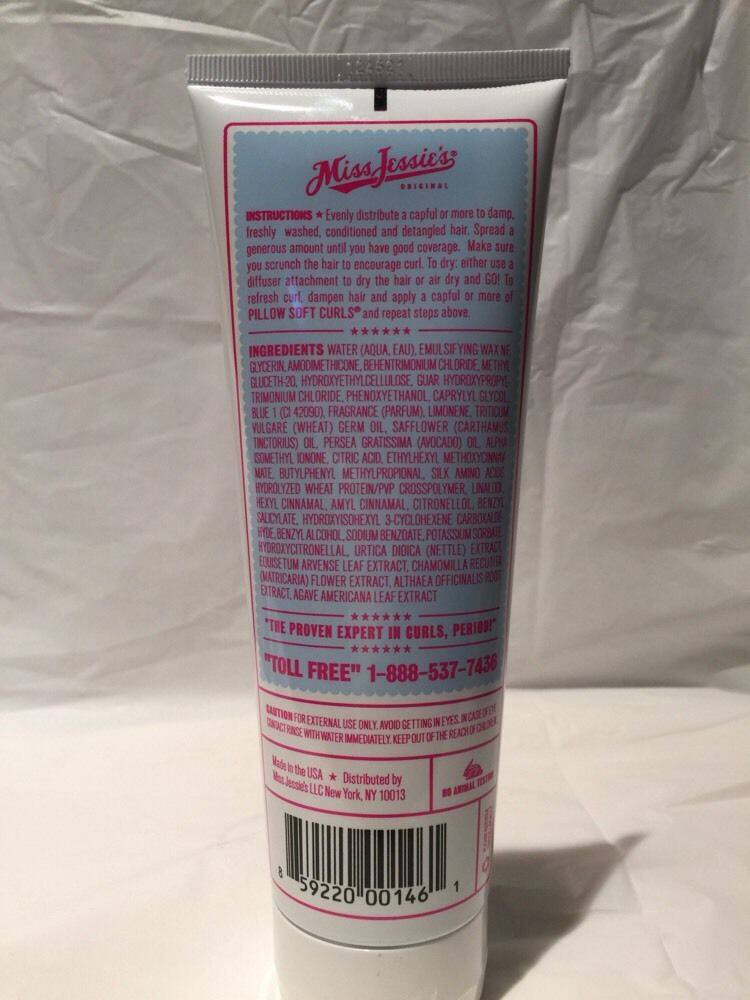 Miss Jessie's®
ORIGINAL
INSTRUCTIONS ★ Evenly distribute a capful or more to damp,
freshly washed, conditioned and detangled hair. Spread a
generous amount until you have good coverage. Make sure
you scrunch the hair to encourage curl. To dry: either use a
diffuser attachment to dry the hair or air dry and GO! To
refresh curl, dampen hair and apply a capful or more of
PILLOW SOFT CURLS® and repeat steps above.
★★★★★★
INGREDIENTS WATER (AQUA, EAU), EMULSIFYING WAX NF,
GLYCERIN, AMODIMETHICONE, BEHENTRIMONIUM CHLORIDE, METHYL
GLUCETH-20, HYDROXYETHYLCELLULOSE, GUAR HYDROXYPROPYL-
TRIMONIUM CHLORIDE, PHENOXYETHANOL, CAPRYLYL GLYCOL,
BLUE 1 (CI 42090), FRAGRANCE (PARFUM), LIMONENE, TRITICUM
VULGARE (WHEAT) GERM OIL, SAFFLOWER (CARTHAMUS
TINCTORIUS) OIL, PERSEA GRATISSIMA (AVOCADO) OIL, ALPHA
ISOMETHYL IONONE, CITRIC ACID, ETHYLHEXYL METHOXYCINNA-
MATE, BUTYLPHENYL METHYLPROPIONAL, SILK AMINO ACIDS
HYDROLYZED WHEAT PROTEIN/PVP CROSSPOLYMER, LINALOOL,
HEXYL CINNAMAL, AMYL CINNAMAL, CITRONELLOL, BENZYL
SALICYLATE, HYDROXYISOHEXYL 3-CYCLOHEXENE CARBOXALDE
HYDE, BENZYL ALCOHOL, SODIUM BENZOATE, POTASSIUM SORBATE,
HYDROXYCITRONELLAL, URTICA DIOICA (NETTLE) EXTRACT,
EQUISETUM ARVENSE LEAF EXTRACT, CHAMOMILLA RECUTITA
(MATRICARIA) FLOWER EXTRACT, ALTHAEA OFFICINALIS ROOT
EXTRACT, AGAVE AMERICANA LEAF EXTRACT
★★★★★★
"THE PROVEN EXPERT IN CURLS, PERIOD!"
★★★★★★
"TOLL FREE" 1-888-537-7436
CAUTION FOR EXTERNAL USE ONLY. AVOID GETTING IN EYES. IN CASE OF EYE
CONTACT RINSE WITH WATER IMMEDIATELY. KEEP OUT OF THE REACH OF CHILDREN.
Made in the USA ★ Distributed by
Miss Jessie's LLC New York, NY 10013
NO ANIMAL TESTING
8 59220 00146 1